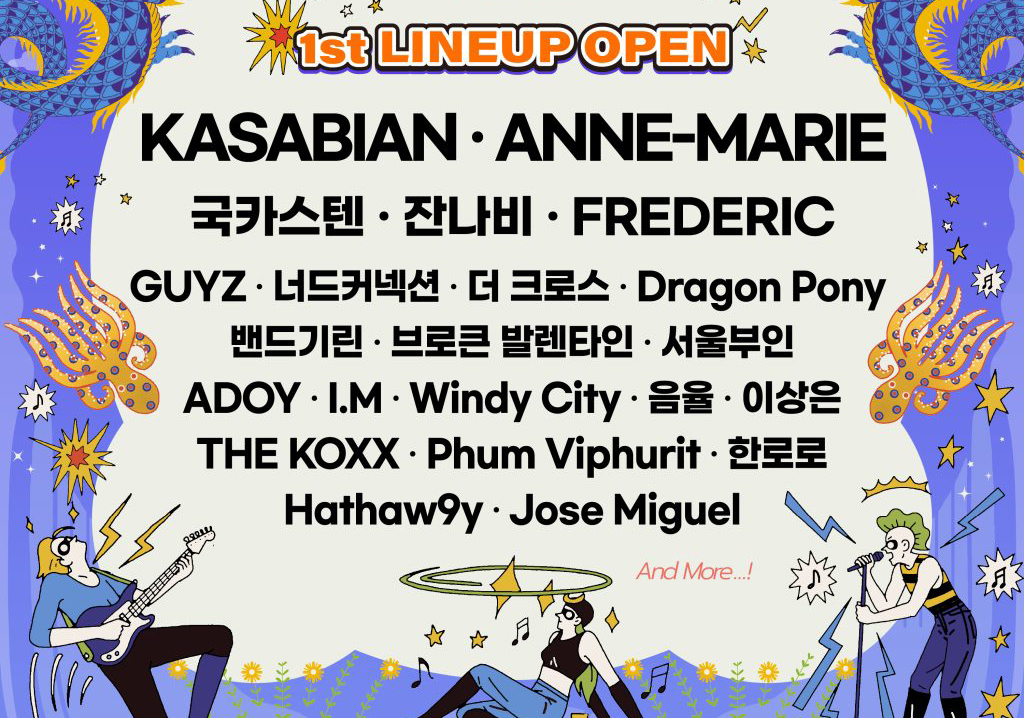 1st LINEUP OPEN
KASABIAN · ANNE-MARIE
국카스텐 · 잔나비 · FREDERIC
GUYZ · 너드커넥션 · 더 크로스 · Dragon Pony
밴드기린 · 브로큰 발렌타인 · 서울부인
ADOY · I.M · Windy City · 음율 · 이상은
THE KOXX · Phum Viphurit · 한로로
Hathaw9y · Jose Miguel
And More...!